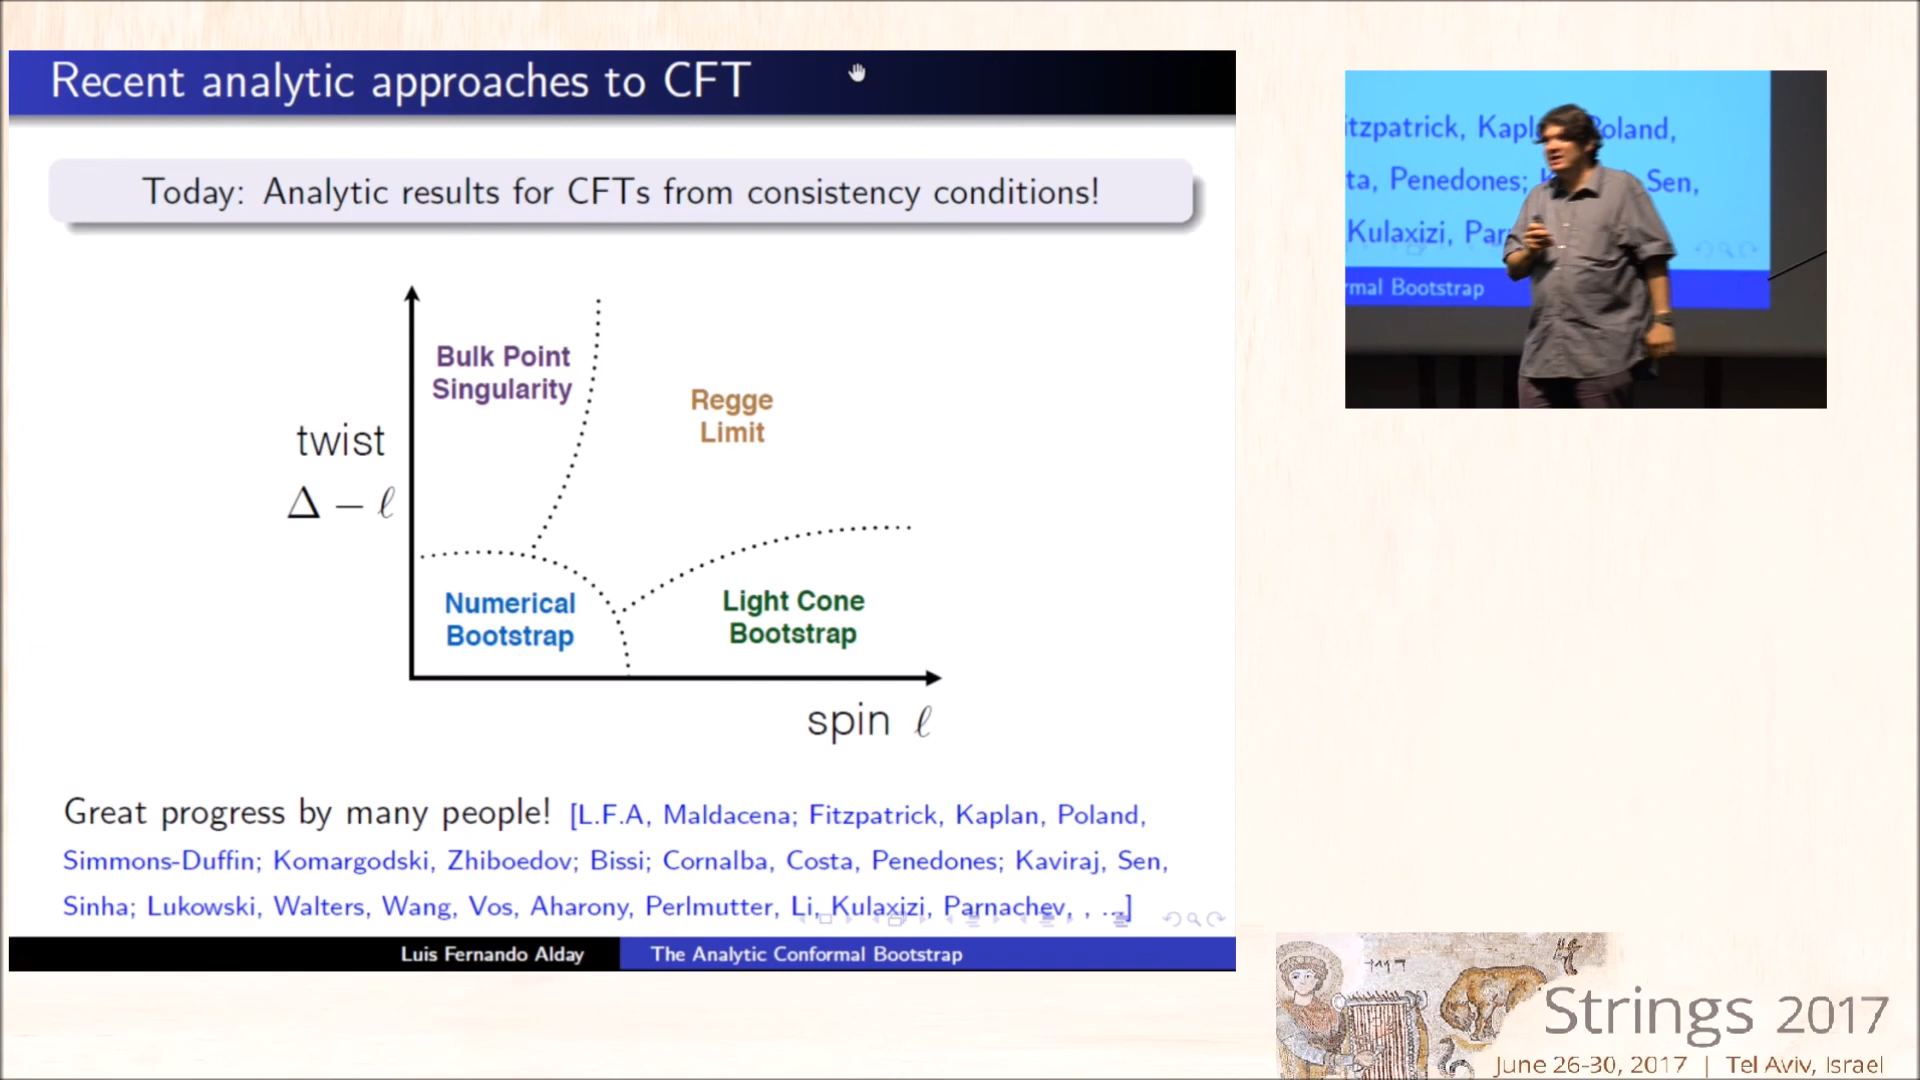 Recent analytic approaches to CFT
Today: Analytic results for CFTs from consistency conditions!
Bulk Point
Singularity
Regge
Limit
twist
Δ − ℓ
Numerical
Bootstrap
Light Cone
Bootstrap
spin ℓ
Great progress by many people! [L.F.A, Maldacena; Fitzpatrick, Kaplan, Poland,
Simmons-Duffin; Komargodski, Zhiboedov; Bissi; Cornalba, Costa, Penedones; Kaviraj, Sen,
Sinha; Lukowski, Walters, Wang, Vos, Aharony, Perlmutter, Li, Kulaxizi, Parnachev, , ...]
Luis Fernando Alday
The Analytic Conformal Bootstrap
itzpatrick, Kapl oland,
ta, Penedones; K Sen,
Kulaxizi, Par
rmal Bootstrap
Strings 2017
June 26-30, 2017 | Tel Aviv, Israel